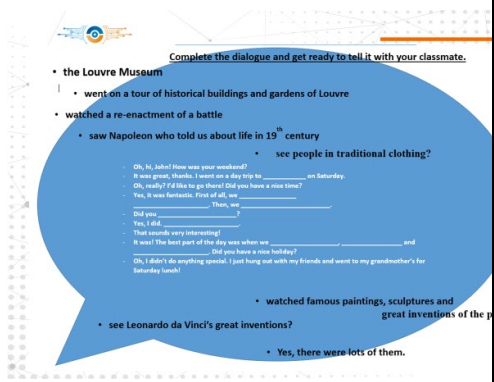 Complete the dialogue and get ready to tell it with your classmate.
• the Louvre Museum
• went on a tour of historical buildings and gardens of Louvre
• watched a re-enactment of a battle
• saw Napoleon who told us about life in 19th century
• see people in traditional clothing?
- Oh, hi, John! How was your weekend?
- It was great, thanks. I went on a day trip to ____________ on Saturday.
- Oh, really? I'd like to go there! Did you have a nice time?
- Yes, it was fantastic. First of all, we ________________
____________________. Then, we ________________________.
- Did you ______________________?
- Yes, I did. ____________________.
- That sounds very interesting!
- It was! The best part of the day was when we ___________________, _________________ and
____________________. Did you have a nice holiday?
- Oh, I didn't do anything special. I just hung out with my friends and went to my grandmother's for
Saturday lunch!
• watched famous paintings, sculptures and
great inventions of the p
• see Leonardo da Vinci's great inventions?
• Yes, there were lots of them.